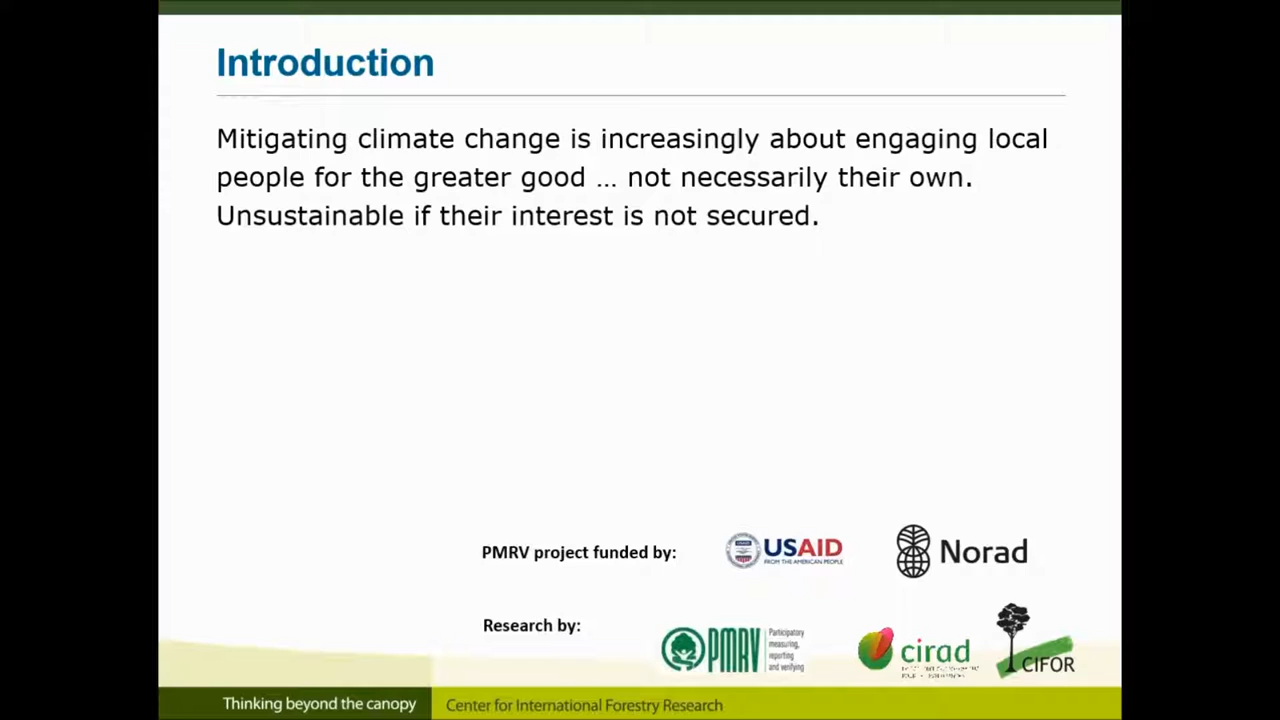 Introduction
Mitigating climate change is increasingly about engaging local
people for the greater good … not necessarily their own.
Unsustainable if their interest is not secured.
PMRV project funded by:
USAID
FROM THE AMERICAN PEOPLE
Norad
Research by:
PMRV
Participatory
measuring,
reporting
and verifying
cirad
CIFOR
Thinking beyond the canopy
Center for International Forestry Research